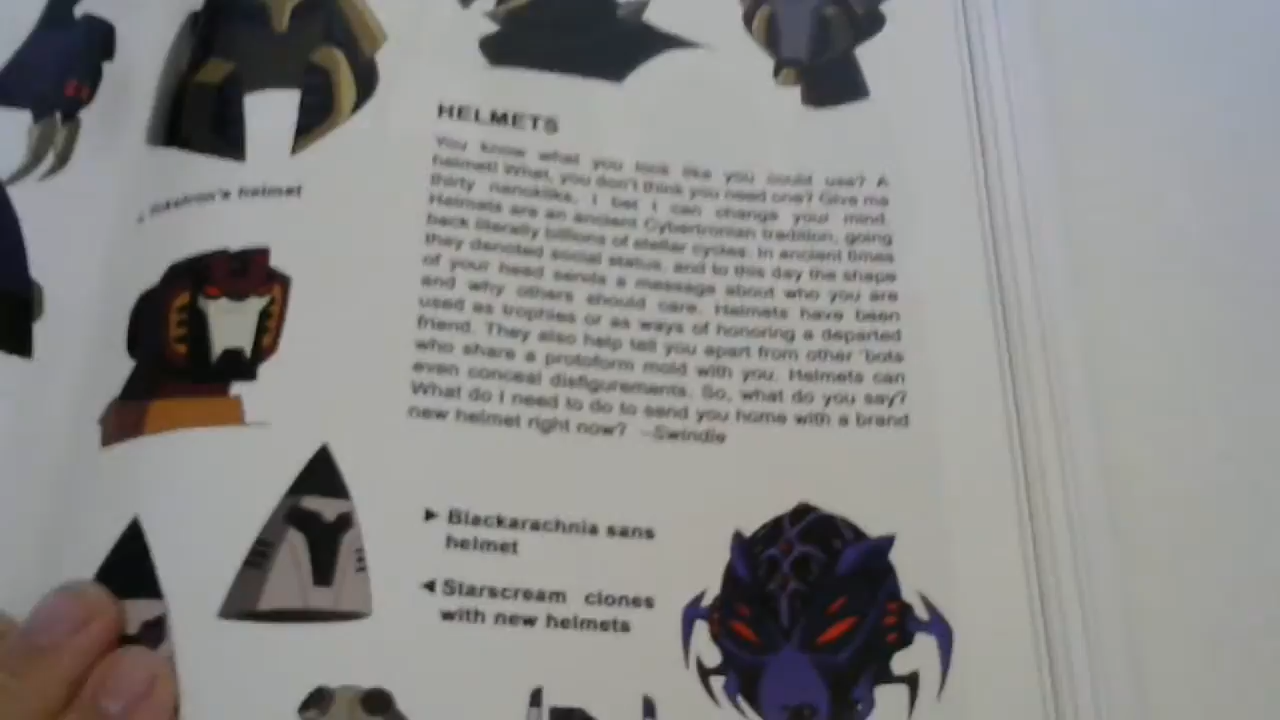 HELMETS
You know what you look like you could use? A
helmet! What, you don't think you need one? Give me
thirty nanokliks, I bet I can change your mind.
Helmets are an ancient Cybertronian tradition, going
back literally billions of stellar cycles. In ancient times
they denoted social status, and to this day the shape
of your head sends a message about who you are
and why others should care. Helmets have been
used as trophies or as ways of honoring a departed
friend. They also help tell you apart from other 'bots
who share a protoform mold with you. Helmets can
even conceal disfigurements. So, what do you say?
What do I need to do to send you home with a brand
new helmet right now? –Swindle
helmet
► Blackarachnia sans
helmet
◄ Starscream clones
with new helmets